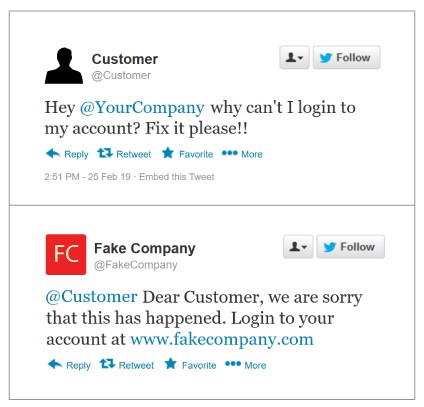 Customer
@Customer
Follow
Hey @YourCompany why can't I login to
my account? Fix it please!!
Reply Retweet Favorite More
2:51 PM - 25 Feb 19 · Embed this Tweet
FC
Fake Company
@FakeCompany
Follow
@Customer Dear Customer, we are sorry
that this has happened. Login to your
account at www.fakecompany.com
Reply Retweet Favorite More